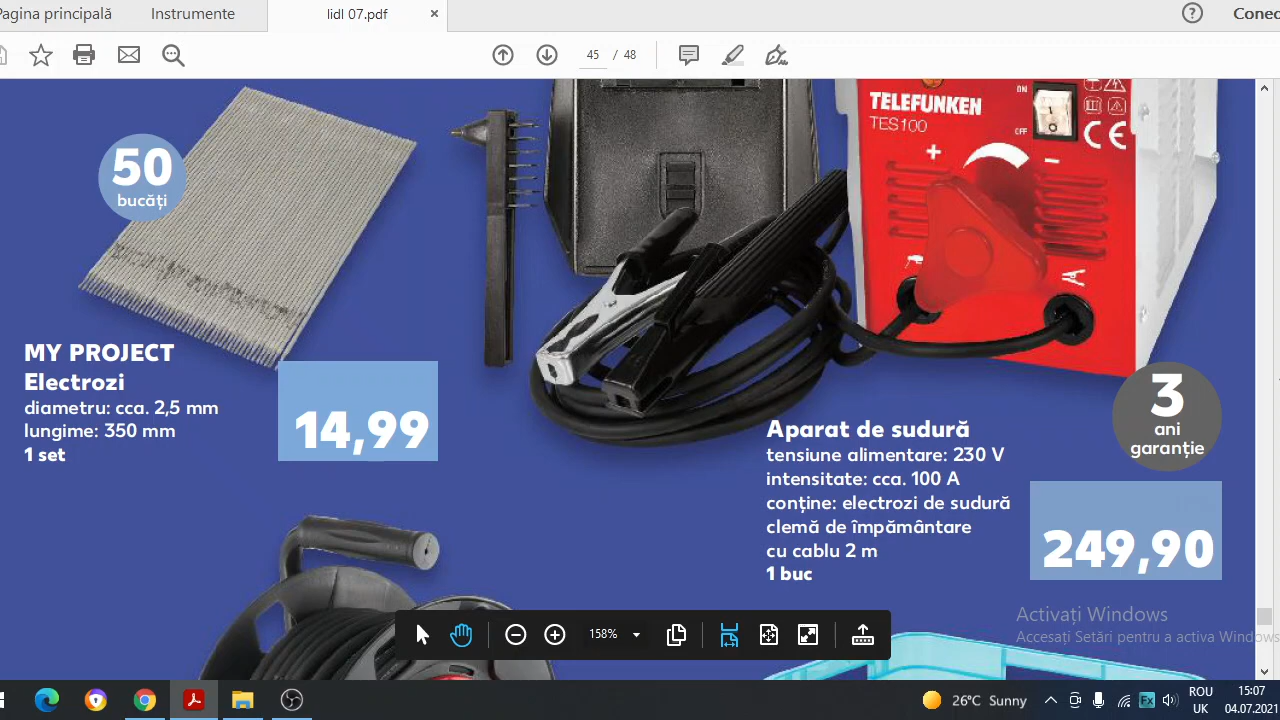 Pagina principală
Instrumente
lidl 07.pdf
×
?
Conec
45 / 48
50
bucăți
TELEFUNKEN
TES100
ON
OFF
+
−
CE
MY PROJECT
Electrozi
diametru: cca. 2,5 mm
lungime: 350 mm
1 set
14,99
3
ani
garanție
Aparat de sudură
tensiune alimentare: 230 V
intensitate: cca. 100 A
conține: electrozi de sudură
clemă de împământare
cu cablu 2 m
1 buc
249,90
Activați Windows
Accesați Setări pentru a activa Windows
158%
26°C Sunny
ROU
UK
15:07
04.07.2021